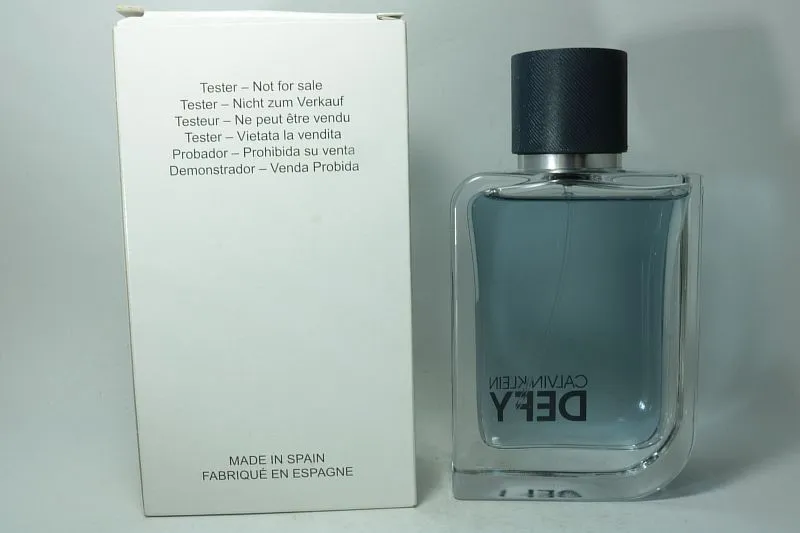 Tester – Not for sale
Tester – Nicht zum Verkauf
Testeur – Ne peut être vendu
Tester – Vietata la vendita
Probador – Prohibida su venta
Demonstrador – Venda Probida
MADE IN SPAIN
FABRIQUÉ EN ESPAGNE
CALVIN KLEIN
DEFY